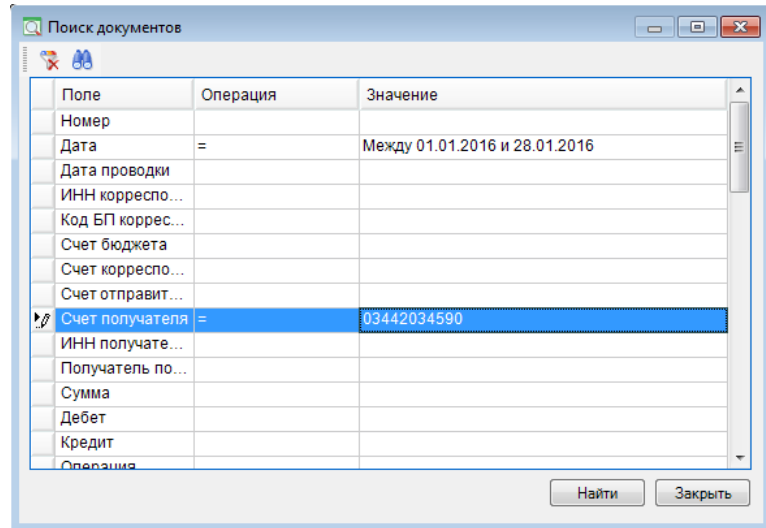 Поиск документов
Поле Операция Значение
Номер
Дата = Между 01.01.2016 и 28.01.2016
Дата проводки
ИНН корреспо...
Код БП коррес...
Счет бюджета
Счет корреспо...
Счет отправит...
Счет получателя = 03442034590
ИНН получате...
Получатель по...
Сумма
Дебет
Кредит
Операция
Найти Закрыть